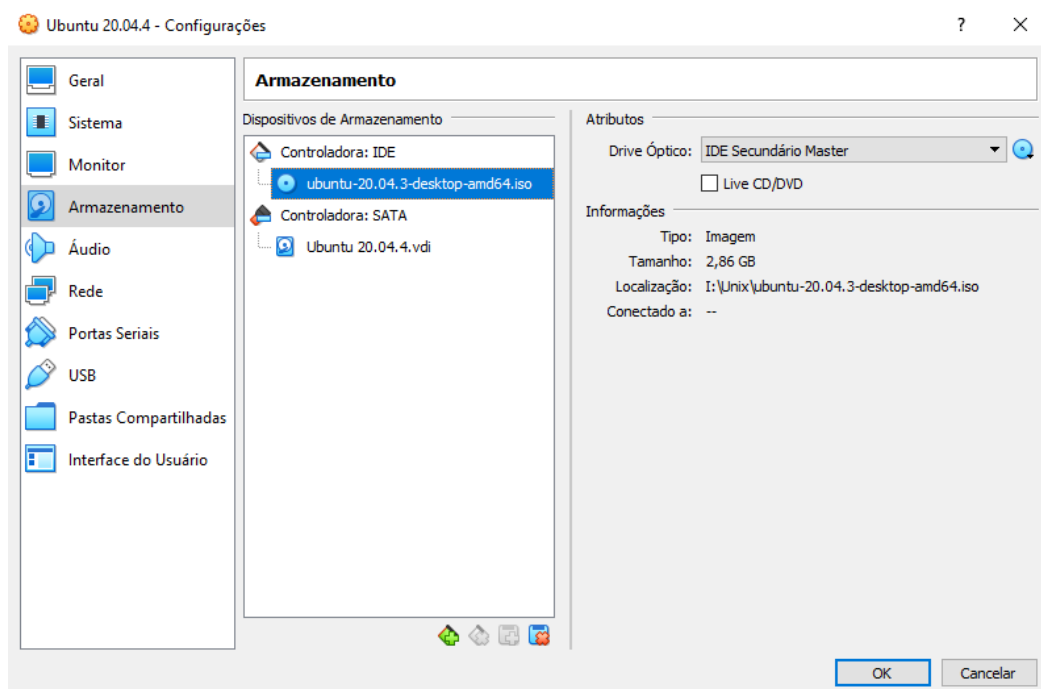 Ubuntu 20.04.4 - Configurações
?
Geral
Sistema
Monitor
Armazenamento
Áudio
Rede
Portas Seriais
USB
Pastas Compartilhadas
Interface do Usuário
Armazenamento
Dispositivos de Armazenamento
Controladora: IDE
ubuntu-20.04.3-desktop-amd64.iso
Controladora: SATA
Ubuntu 20.04.4.vdi
Atributos
Drive Óptico: IDE Secundário Master
Live CD/DVD
Informações
Tipo: Imagem
Tamanho: 2,86 GB
Localização: I:\Unix\ubuntu-20.04.3-desktop-amd64.iso
Conectado a: --
OK
Cancelar